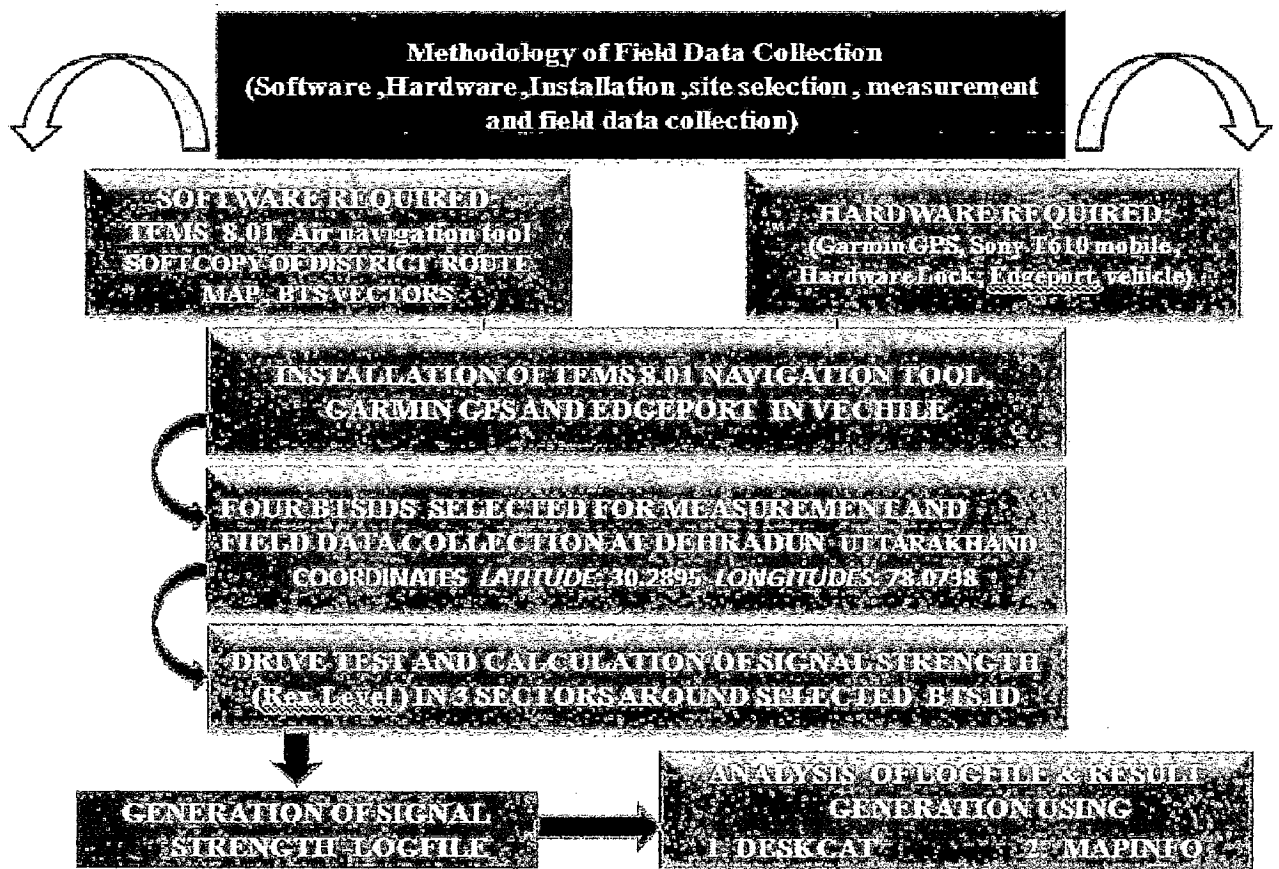 Methodology of Field Data Collection
(Software ,Hardware ,Installation ,site selection , measurement
and field data collection)
SOFTWARE REQUIRED
TEMS 8.01 Air navigation tool
SOFTCOPY OF DISTRICT ROUTE
MAP, BTS VECTORS
HARDWARE REQUIRED
(Garmin GPS, Sony T610 mobile,
Hardware Lock, Edgeport, vehicle)
INSTALLATION OF TEMS 8.01 NAVIGATION TOOL,
GARMIN GPS AND EDGEPORT IN VECHILE
FOUR BTSIDS SELECTED FOR MEASUREMENT AND
FIELD DATA COLLECTION AT DEHRADUN UTTARAKHAND
COORDINATES LATITUDE: 30.2895 LONGITUDES: 78.0738
DRIVE TEST AND CALCULATION OF SIGNAL STRENGTH
(Rex Level) IN 3 SECTORS AROUND SELECTED BTS ID
GENERATION OF SIGNAL
STRENGTH LOGFILE
ANALYSIS OF LOGFILE & RESULT
GENERATION USING
1 DESKCAT 2 MAPINFO